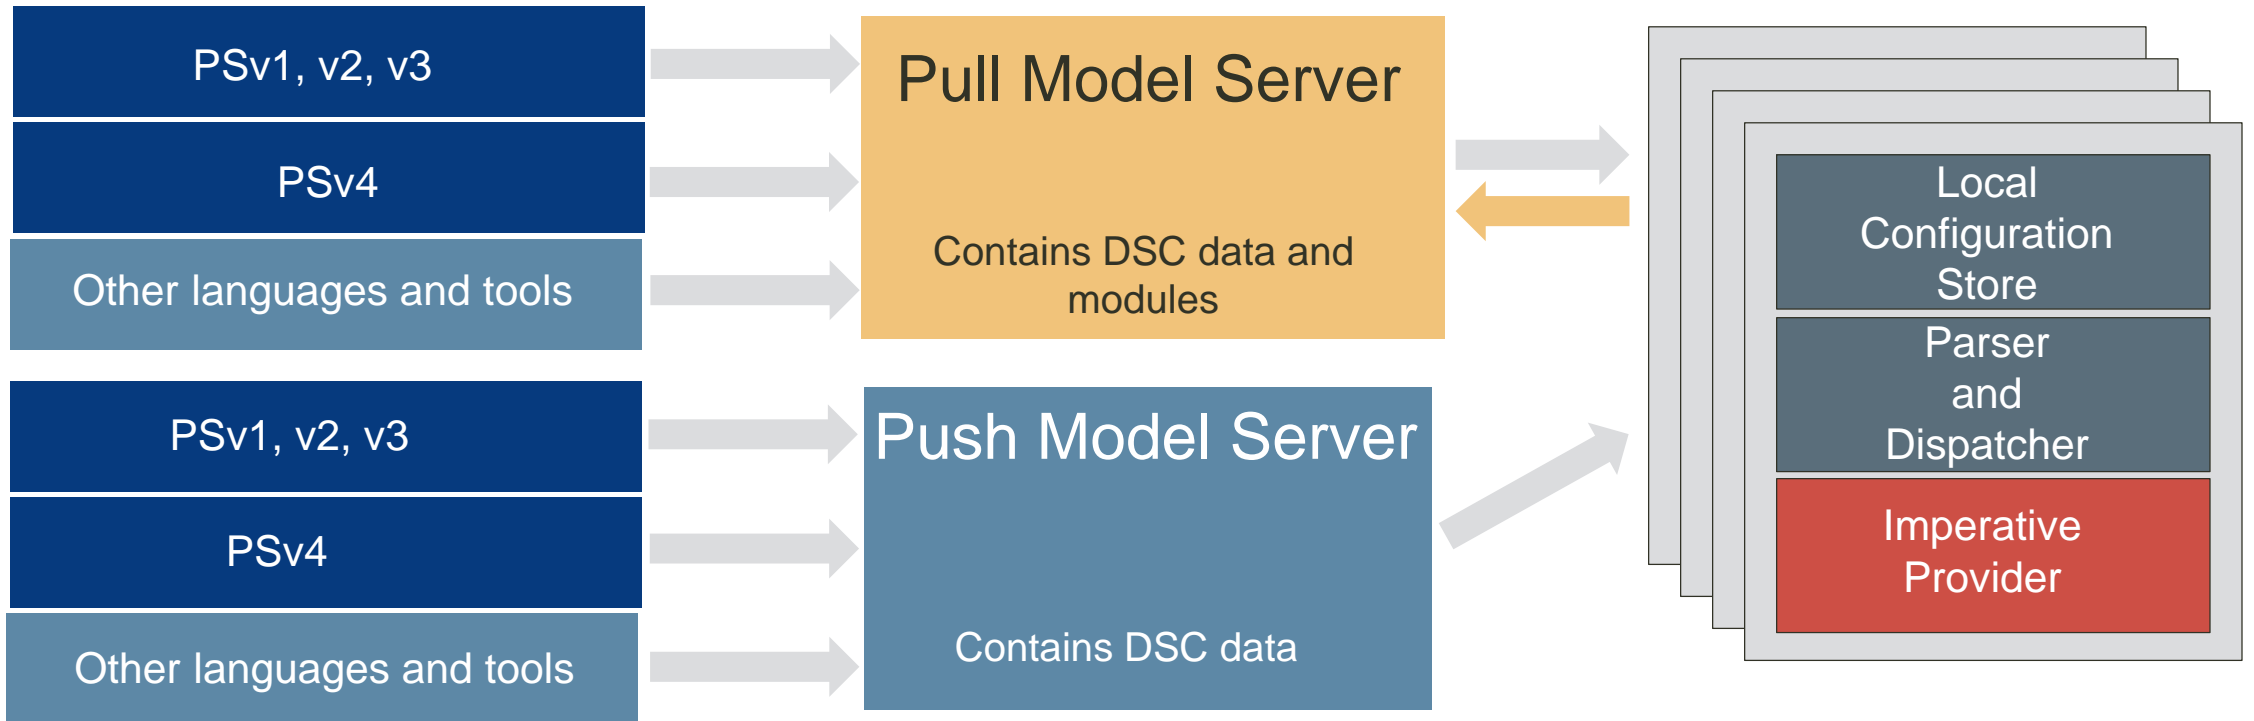 PSv1, v2, v3
PSv4
Other languages and tools
Pull Model Server
Contains DSC data and
modules
PSv1, v2, v3
PSv4
Other languages and tools
Push Model Server
Contains DSC data
Local
Configuration
Store
Parser
and
Dispatcher
Imperative
Provider